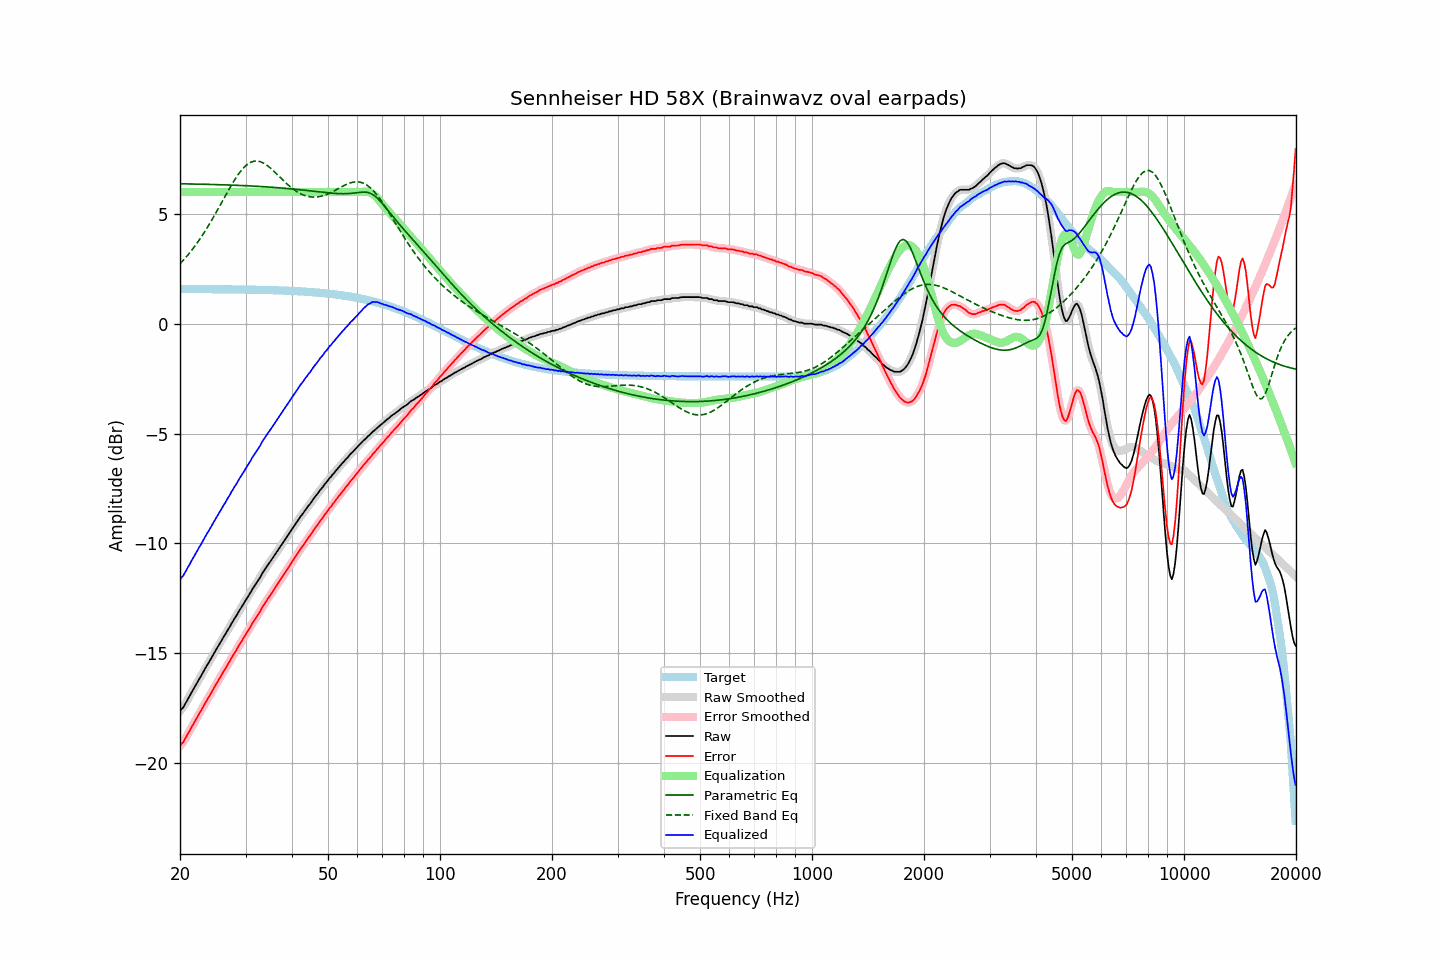 Sennheiser HD 58X (Brainwavz oval earpads)
Amplitude (dBr)
5
0
−5
−10
−15
−20
Target
Raw Smoothed
Error Smoothed
Raw
Error
Equalization
Parametric Eq
Fixed Band Eq
Equalized
20
50
100
200
500
1000
2000
5000
10000
20000
Frequency (Hz)